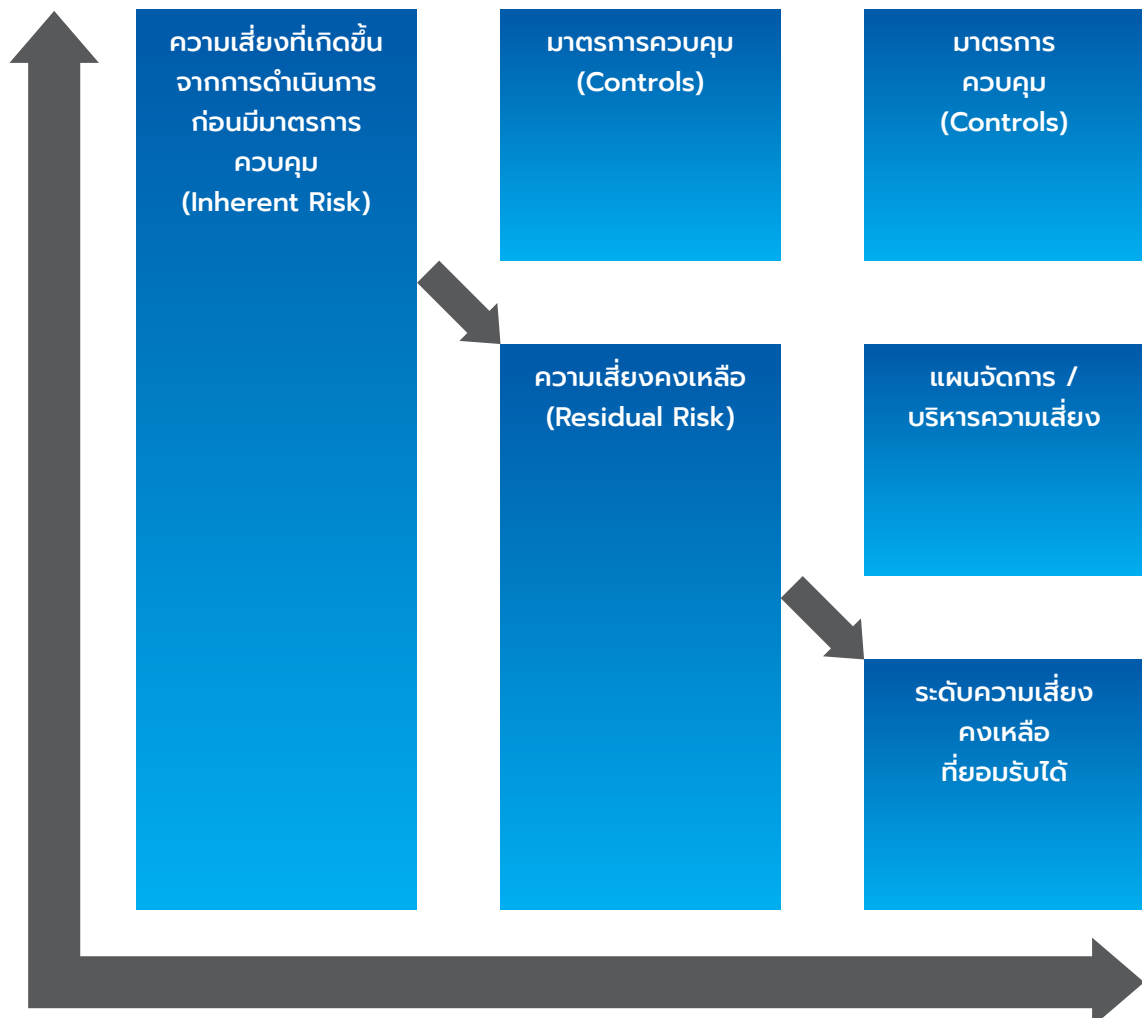 ความเสี่ยงที่เกิดขึ้น
จากการดำเนินการ
ก่อนมีมาตรการ
ควบคุม
(Inherent Risk)
มาตรการควบคุม
(Controls)
มาตรการ
ควบคุม
(Controls)
ความเสี่ยงคงเหลือ
(Residual Risk)
แผนจัดการ /
บริหารความเสี่ยง
ระดับความเสี่ยง
คงเหลือ
ที่ยอมรับได้